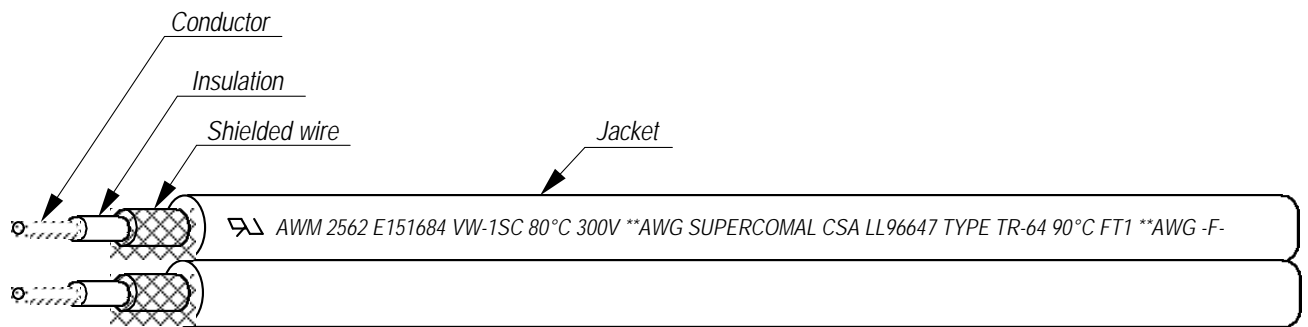 Conductor
Insulation
Shielded wire
Jacket
AWM 2562 E151684 VW-1SC 80°C 300V **AWG SUPERCOMAL CSA LL96647 TYPE TR-64 90°C FT1 **AWG -F-